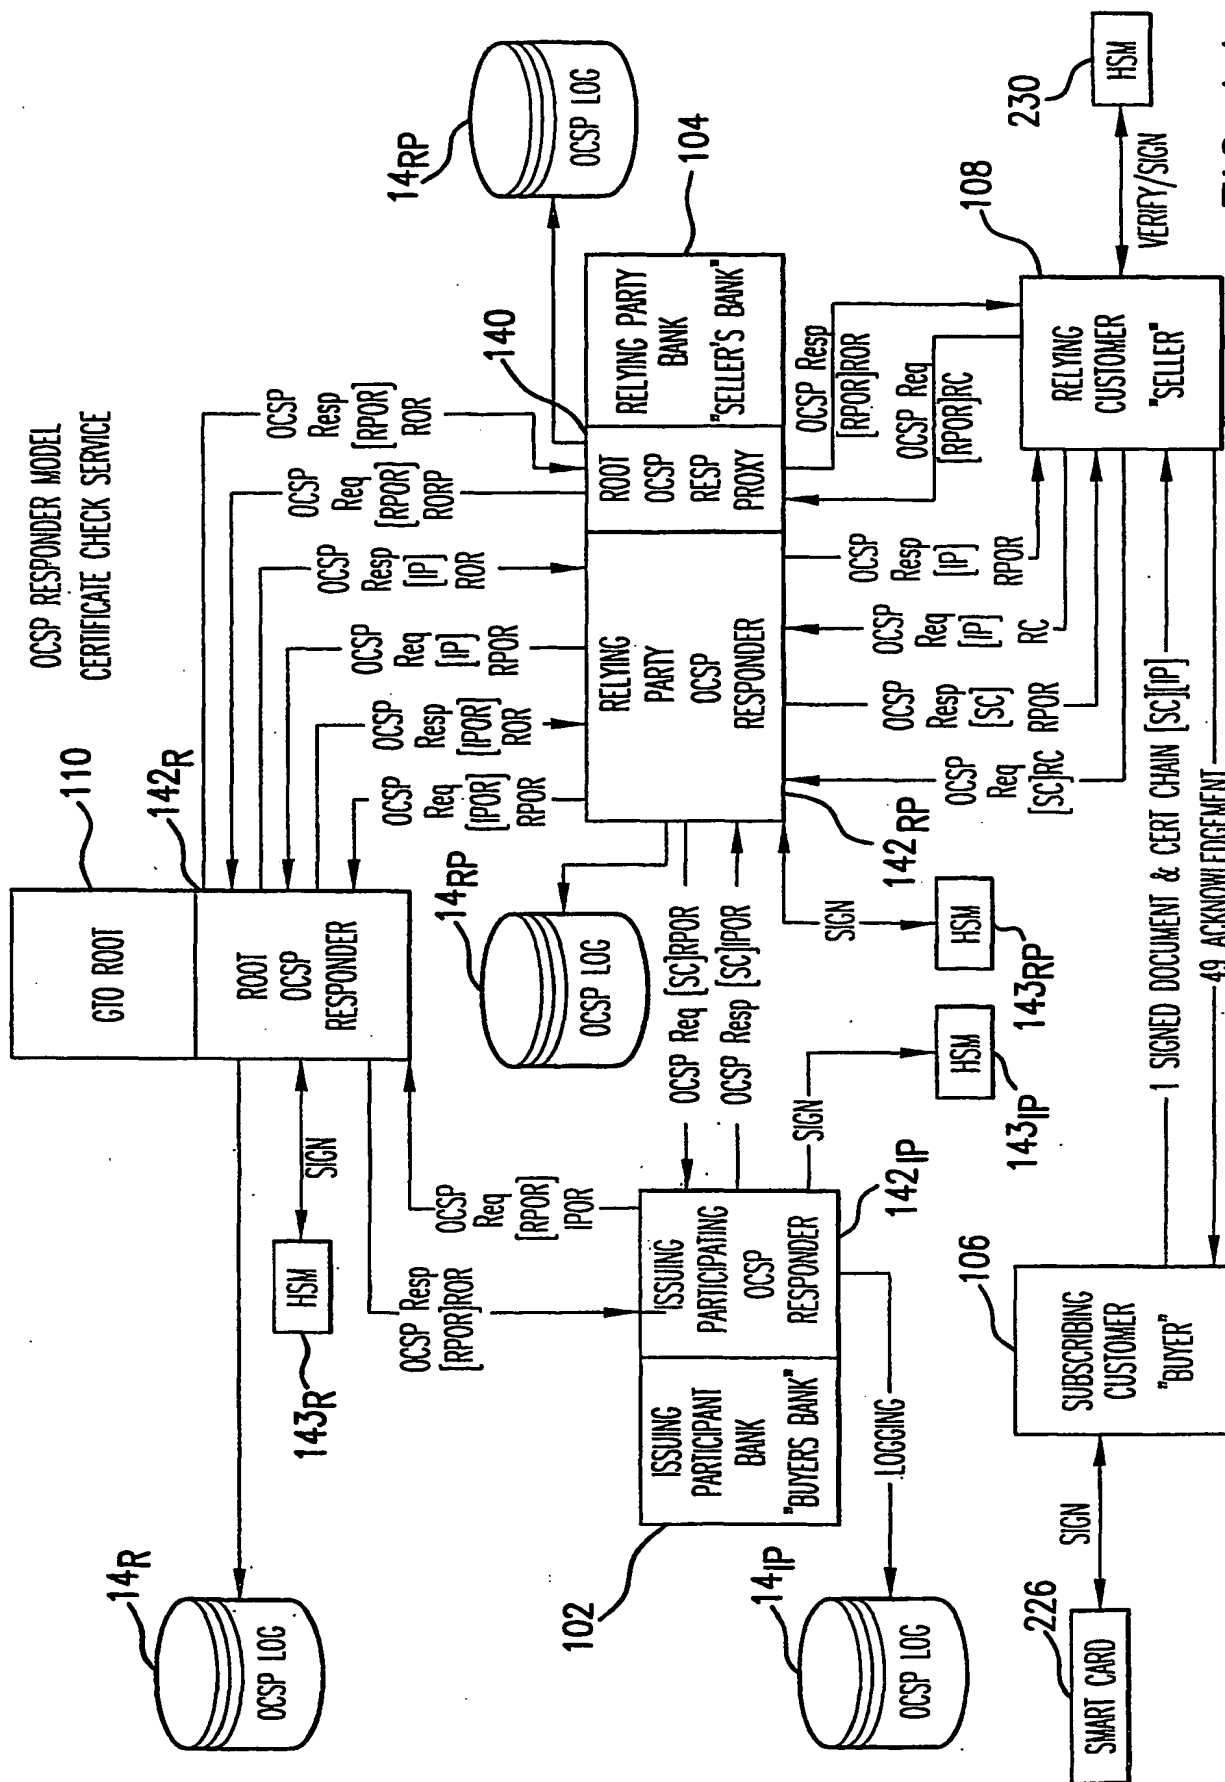 OCSP RESPONDER MODEL
CERTIFICATE CHECK SERVICE
110
GTO ROOT
142R
ROOT
OCSP
RESPONDER
14R
OCSP LOG
SIGN
HSM
143R
OCSP
Resp
[RPOR]
ROR
OCSP
Req
[RPOR]
RORP
OCSP
Resp
[IP]
ROR
OCSP
Req
[IP]
RPOR
OCSP
Resp
[IPOR]
ROR
OCSP
Req
[IPOR]
RPOR
OCSP Resp
[RPOR]ROR
OCSP
Req
[RPOR]
IPOR
14RP
OCSP LOG
14RP
OCSP LOG
140
104
RELYING PARTY
BANK
"SELLER'S BANK"
ROOT
OCSP
RESP
PROXY
RELYING
PARTY
OCSP
RESPONDER
142RP
OCSP Req [SC]RPOR
OCSP Resp [SC]IPOR
SIGN
HSM
143RP
SIGN
HSM
143IP
102
ISSUING
PARTICIPANT
BANK
"BUYERS BANK"
ISSUING
PARTICIPATING
OCSP
RESPONDER
142IP
LOGGING
14IP
OCSP LOG
OCSP Resp
[RPOR]ROR
OCSP Req
[RPOR]RC
OCSP
Resp
[IP]
RPOR
OCSP
Req
[IP]
RC
OCSP
Resp
[SC]
RPOR
OCSP
Req
[SC]RC
108
RELYING
CUSTOMER
"SELLER"
VERIFY/SIGN
230
HSM
1 SIGNED DOCUMENT & CERT CHAIN [SC][IP]
49 ACKNOWLEDGEMENT
106
SUBSCRIBING
CUSTOMER
"BUYER"
SIGN
226
SMART CARD